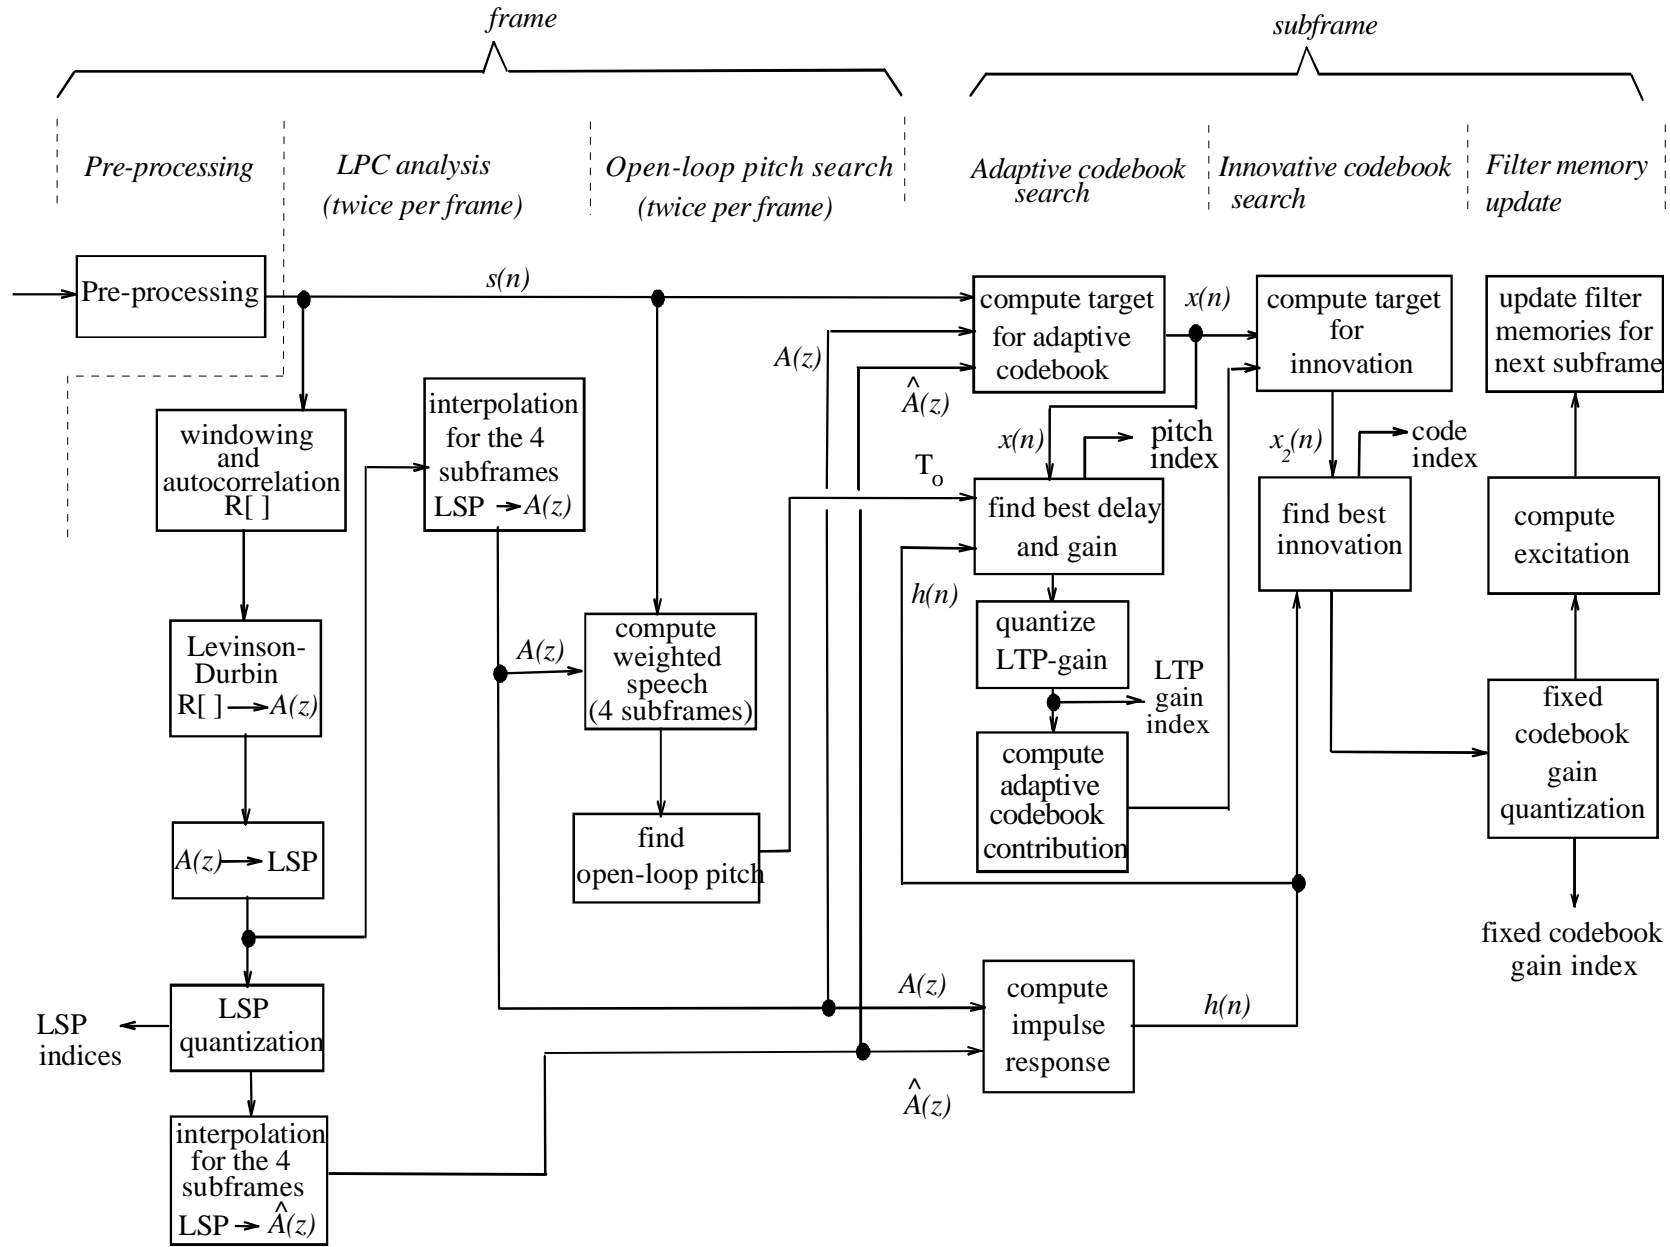 frame
subframe
Pre-processing
LPC analysis
(twice per frame)
Open-loop pitch search
(twice per frame)
Adaptive codebook
search
Innovative codebook
search
Filter memory
update
Pre-processing
s(n)
windowing
and
autocorrelation
R[ ]
Levinson-
Durbin
R[ ] → A(z)
A(z) → LSP
LSP
quantization
LSP
indices
interpolation
for the 4
subframes
LSP → Â(z)
interpolation
for the 4
subframes
LSP → A(z)
A(z)
compute
weighted
speech
(4 subframes)
find
open-loop pitch
A(z)
Â(z)
T₀
h(n)
compute target
for adaptive
codebook
x(n)
x(n)
pitch
index
find best delay
and gain
quantize
LTP-gain
LTP
gain
index
compute
adaptive
codebook
contribution
A(z)
Â(z)
compute
impulse
response
h(n)
compute target
for
innovation
x₂(n)
code
index
find best
innovation
update filter
memories for
next subframe
compute
excitation
fixed
codebook
gain
quantization
fixed codebook
gain index